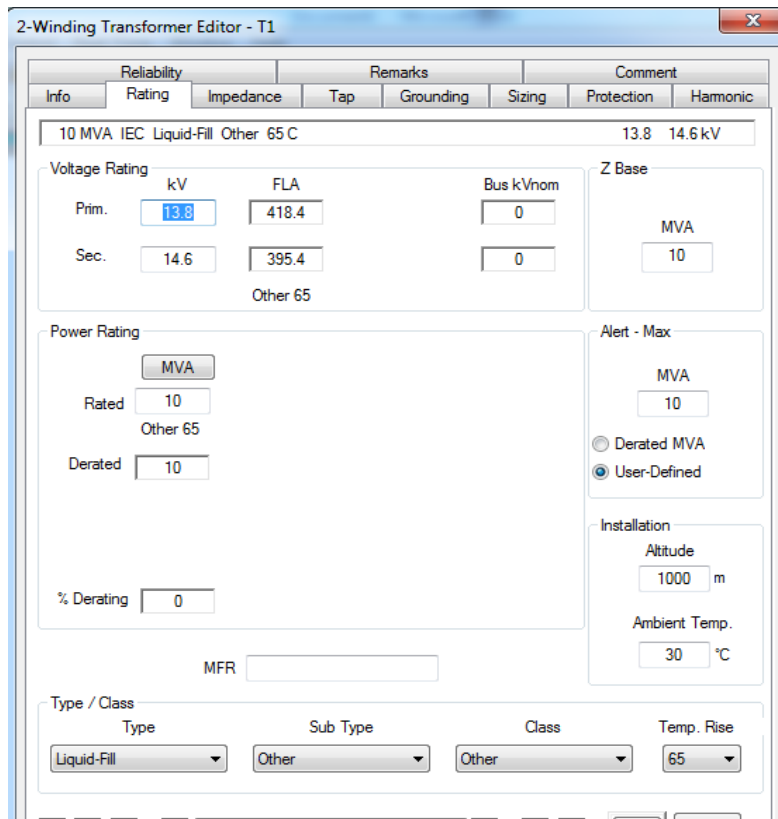 2-Winding Transformer Editor - T1
Reliability Remarks Comment
Info Rating Impedance Tap Grounding Sizing Protection Harmonic
10 MVA IEC Liquid-Fill Other 65 C 13.8 14.6 kV
Voltage Rating
kV FLA Bus kVnom
Prim. 13.8 418.4 0
Sec. 14.6 395.4 0
Other 65
Z Base
MVA
10
Power Rating
MVA
Rated 10
Other 65
Derated 10
% Derating 0
Alert - Max
MVA
10
Derated MVA
User-Defined
Installation
Altitude
1000 m
Ambient Temp.
30 °C
MFR
Type / Class
Type Sub Type Class Temp. Rise
Liquid-Fill Other Other 65